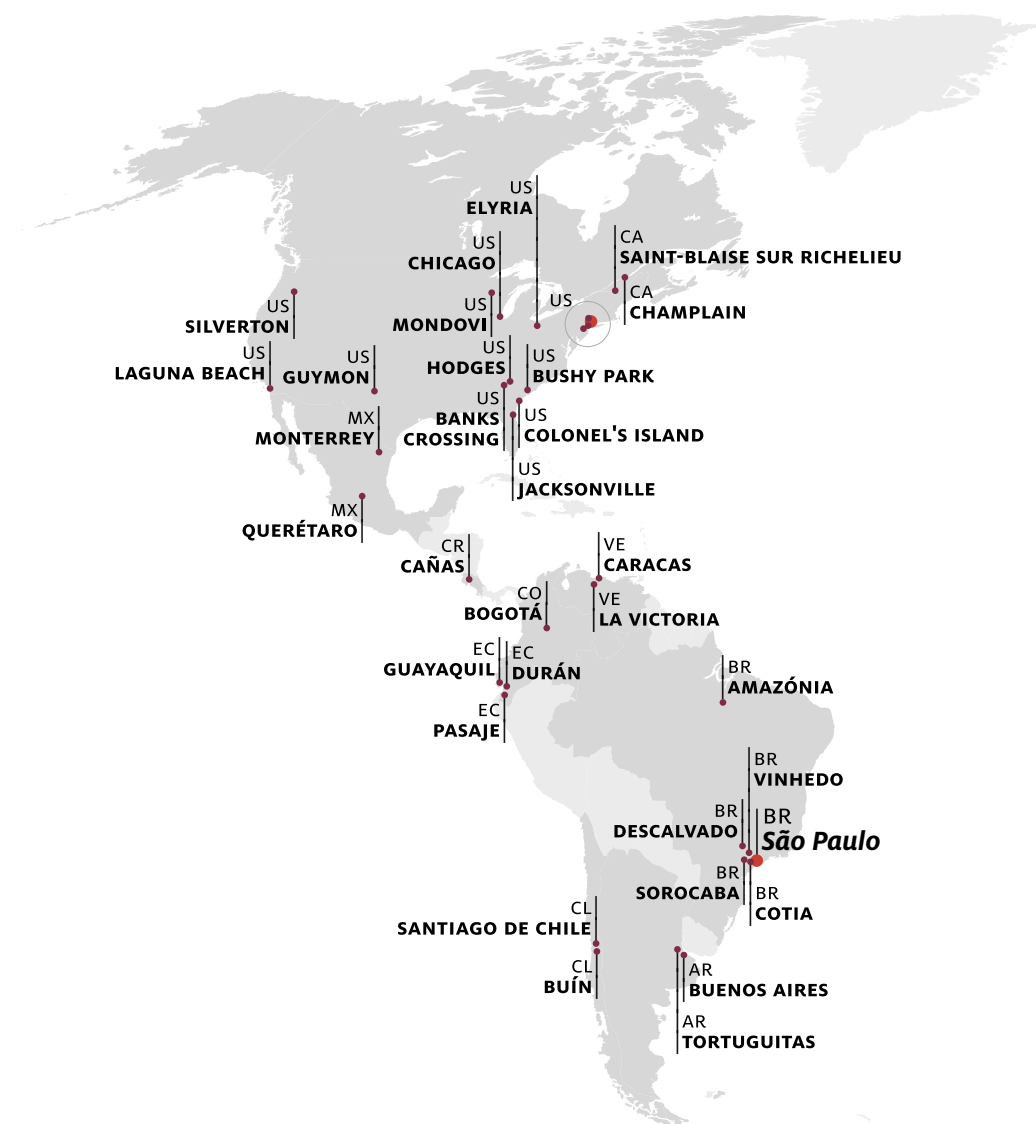 US
ELYRIA
US
CHICAGO
CA
SAINT-BLAISE SUR RICHELIEU
US
MONDOVI
US
CA
CHAMPLAIN
US
SILVERTON
US
LAGUNA BEACH
US
GUYMON
US
HODGES
US
BUSHY PARK
US
BANKS
CROSSING
US
COLONEL'S ISLAND
MX
MONTERREY
US
JACKSONVILLE
MX
QUERÉTARO
CR
CAÑAS
VE
CARACAS
CO
BOGOTÁ
VE
LA VICTORIA
EC
GUAYAQUIL
EC
DURÁN
EC
PASAJE
BR
AMAZÓNIA
BR
VINHEDO
BR
DESCALVADO
BR
São Paulo
BR
SOROCABA
BR
COTIA
CL
SANTIAGO DE CHILE
CL
BUÍN
AR
BUENOS AIRES
AR
TORTUGUITAS